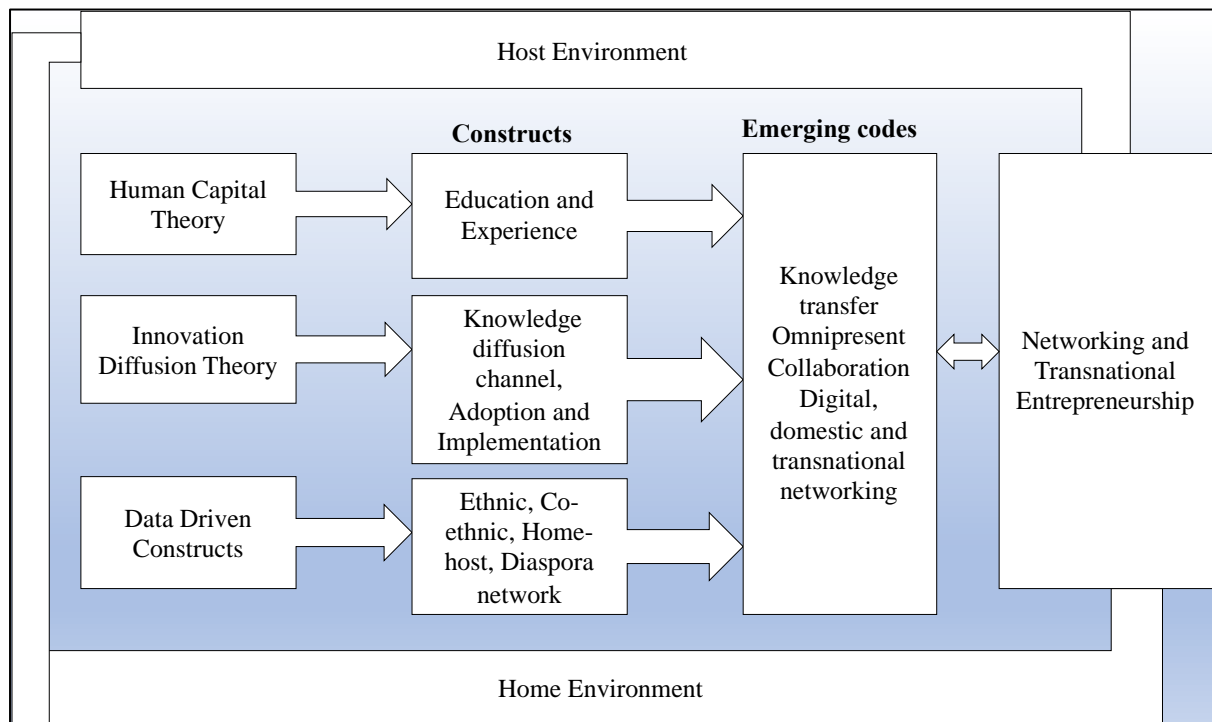 Host Environment
Constructs
Emerging codes
Human Capital
Theory
Education and
Experience
Innovation
Diffusion Theory
Knowledge
diffusion
channel,
Adoption and
Implementation
Data Driven
Constructs
Ethnic, Co-
ethnic, Home-
host, Diaspora
network
Knowledge
transfer
Omnipresent
Collaboration
Digital,
domestic and
transnational
networking
Networking and
Transnational
Entrepreneurship
Home Environment